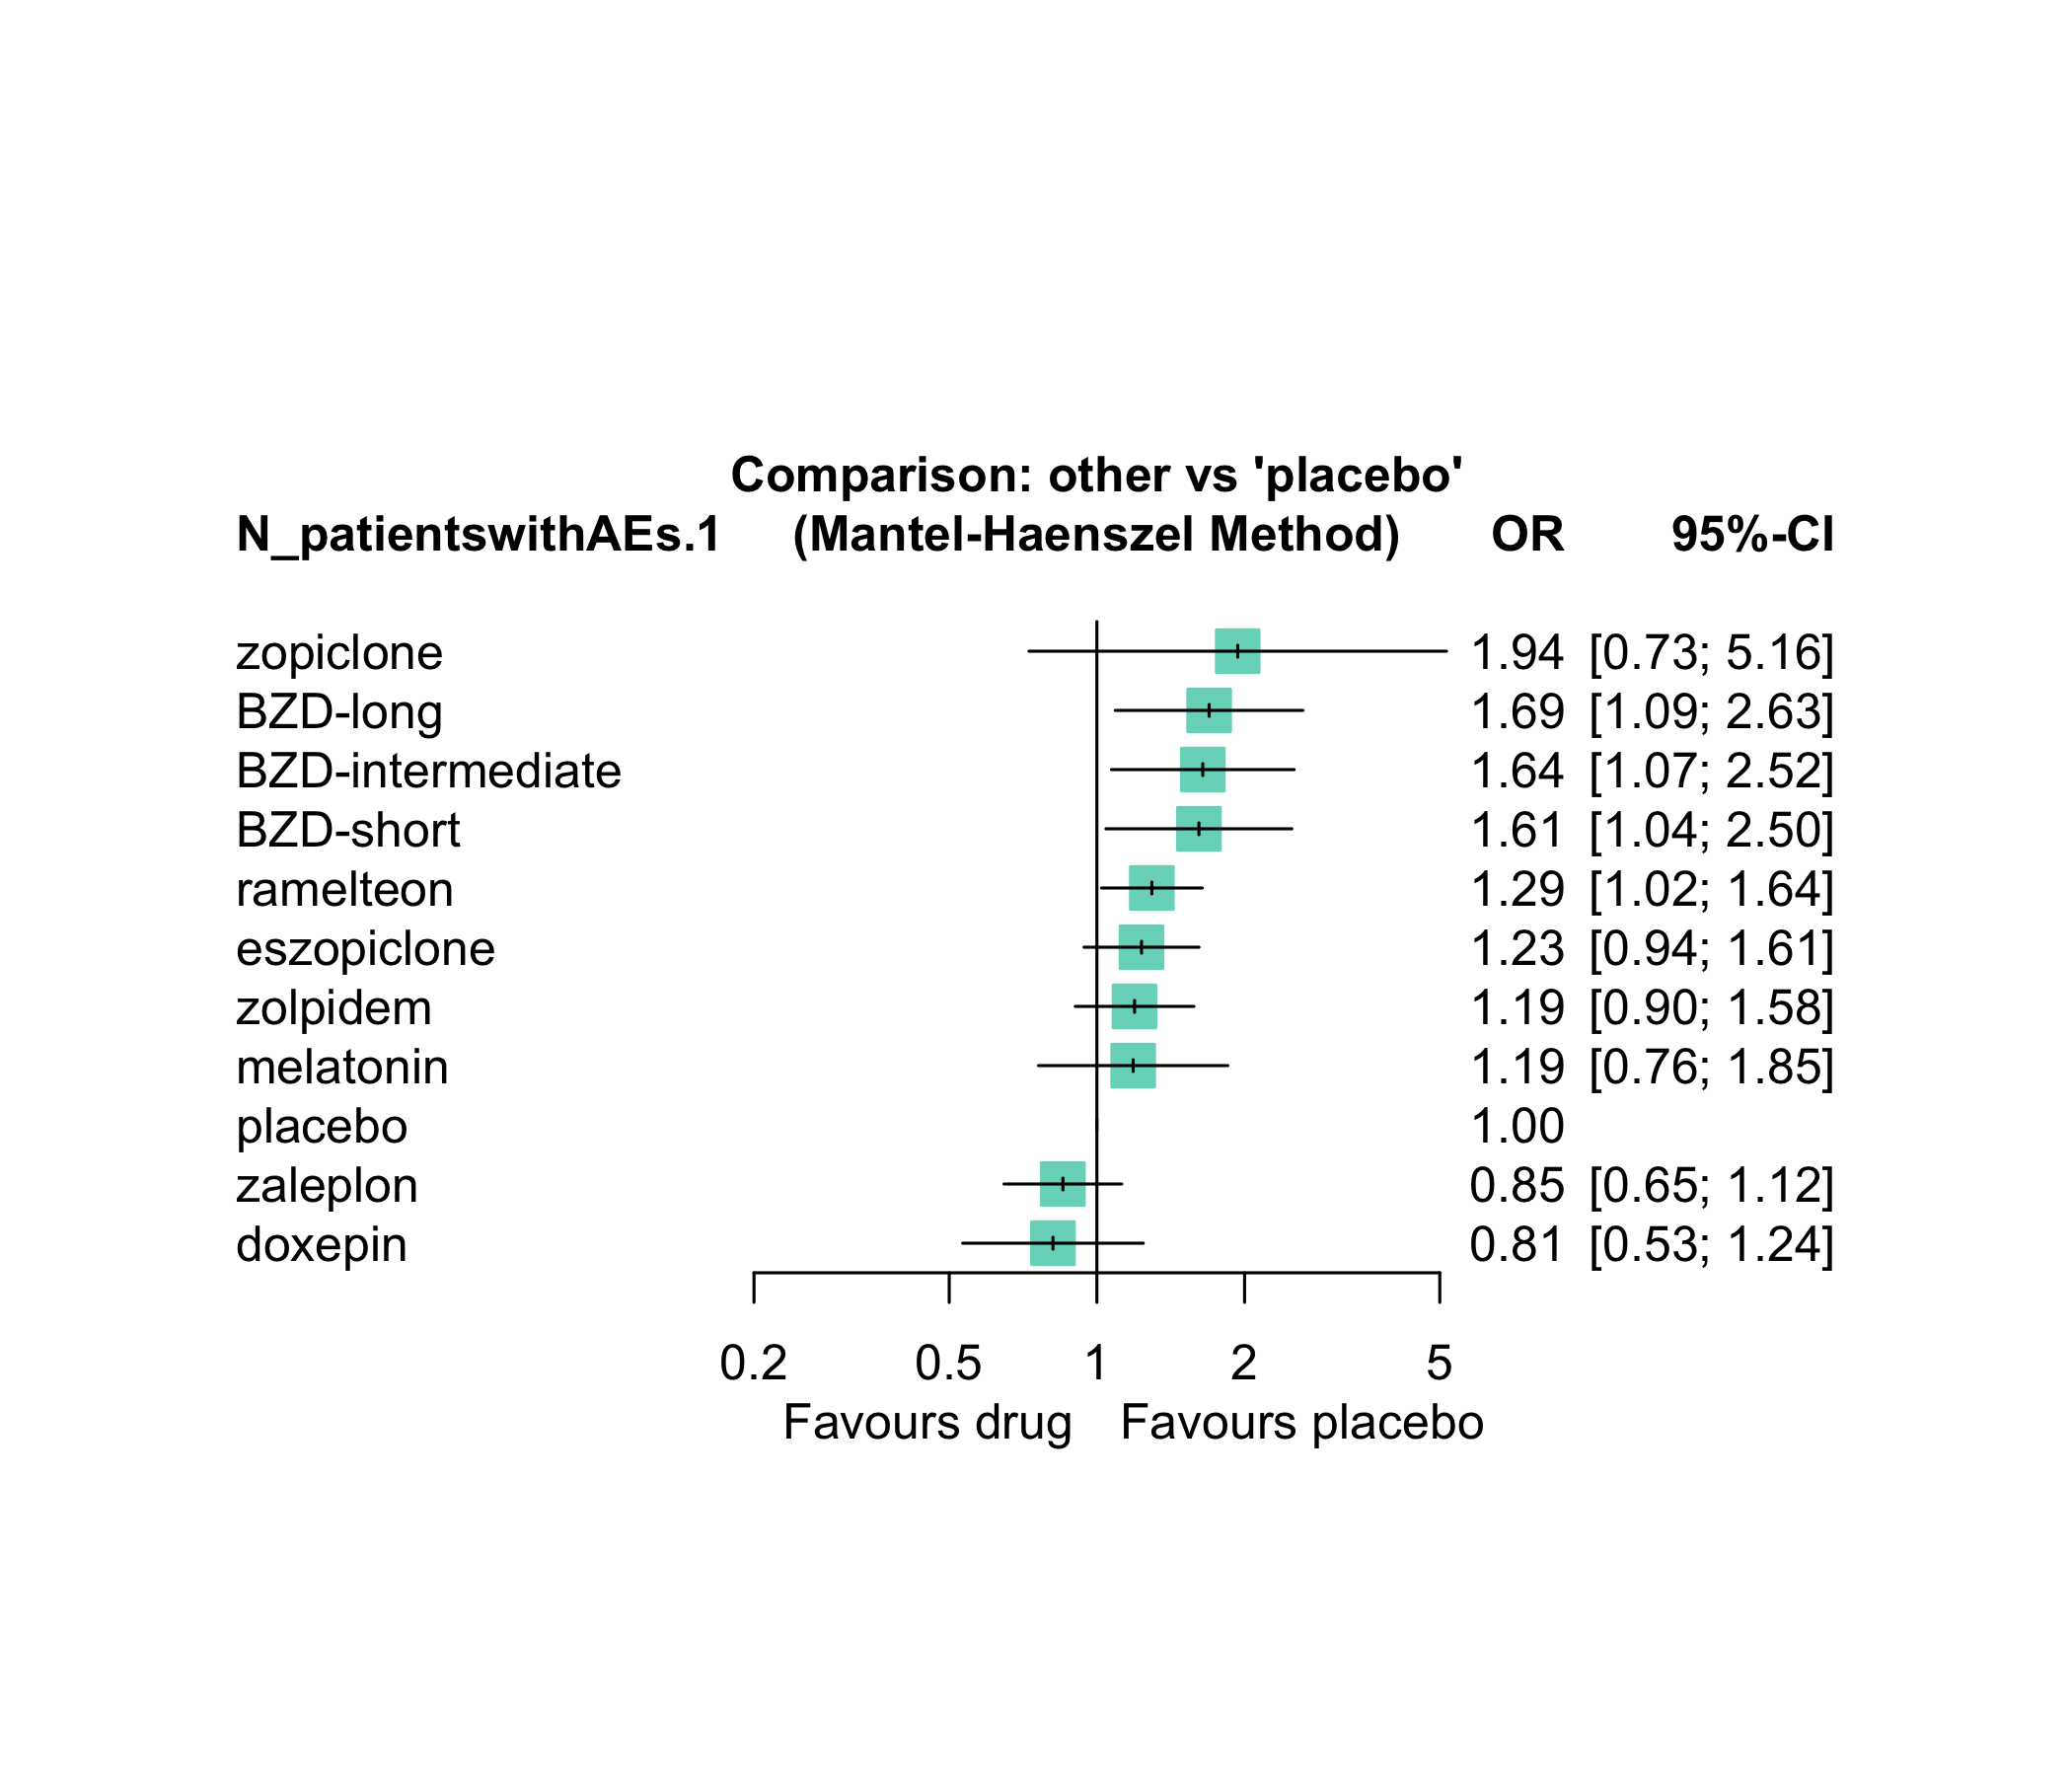 Comparison: other vs 'placebo'
N_patientswithAEs.1 (Mantel-Haenszel Method) OR 95%-CI
zopiclone 1.94 [0.73; 5.16]
BZD-long 1.69 [1.09; 2.63]
BZD-intermediate 1.64 [1.07; 2.52]
BZD-short 1.61 [1.04; 2.50]
ramelteon 1.29 [1.02; 1.64]
eszopiclone 1.23 [0.94; 1.61]
zolpidem 1.19 [0.90; 1.58]
melatonin 1.19 [0.76; 1.85]
placebo 1.00
zaleplon 0.85 [0.65; 1.12]
doxepin 0.81 [0.53; 1.24]
0.2 0.5 1 2 5
Favours drug Favours placebo